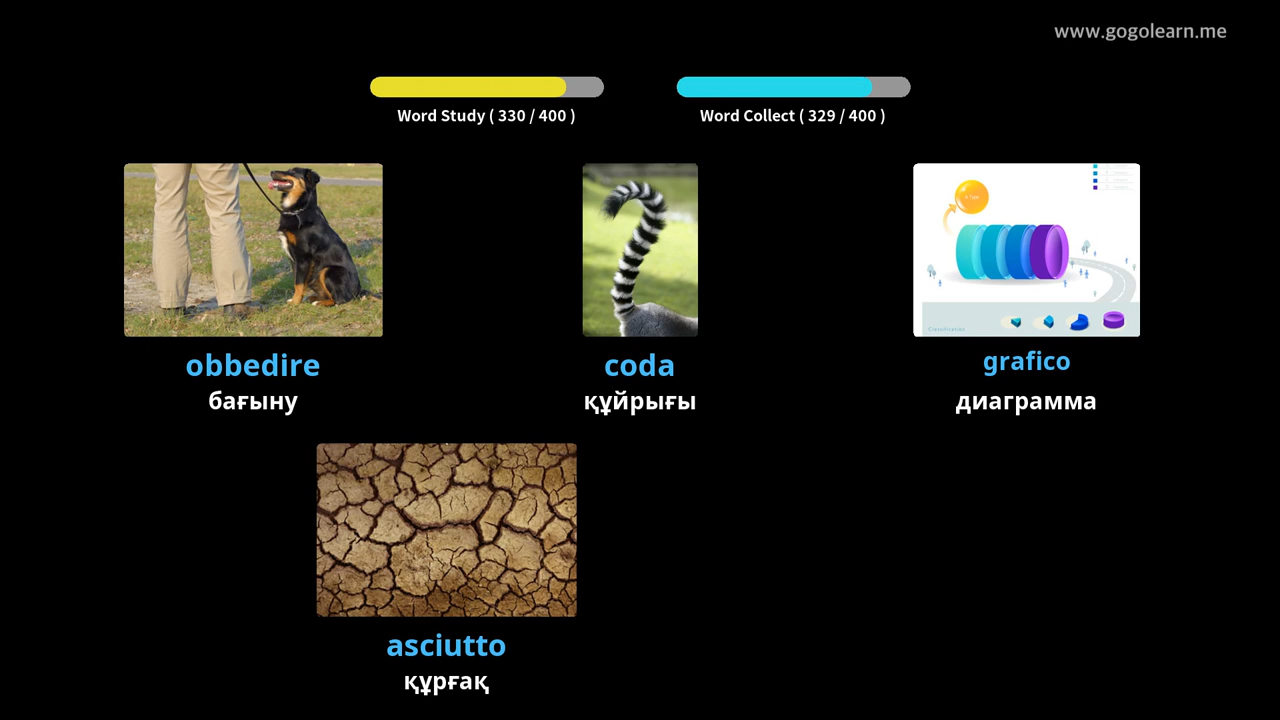 www.gogolearn.me
Word Study ( 330 / 400 )
Word Collect ( 329 / 400 )
obbedire
бағыну
coda
құйрығы
grafico
диаграмма
asciutto
құрғақ